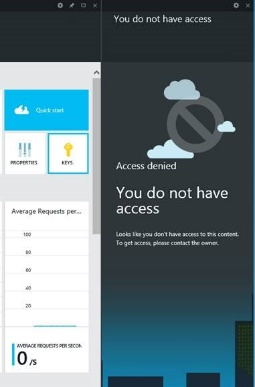 You do not have access
Quick start
PROPERTIES
KEYS
Average Requests per...
100
80
60
40
20
AVERAGE REQUESTS PER SECON
0 /S
Access denied
You do not have
access
Looks like you don't have access to this content.
To get access, please contact the owner.